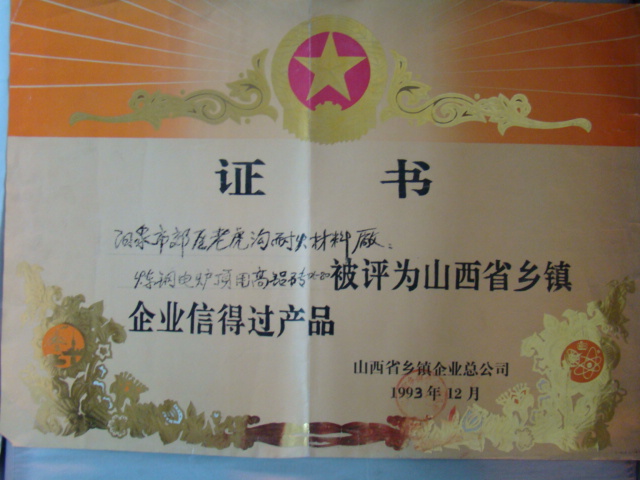 证书
阳泉市郊区老虎沟耐火材料厂:
炼钢电炉顶用高铝砖 被评为山西省乡镇
企业信得过产品
山西省乡镇企业总公司
1993年12月